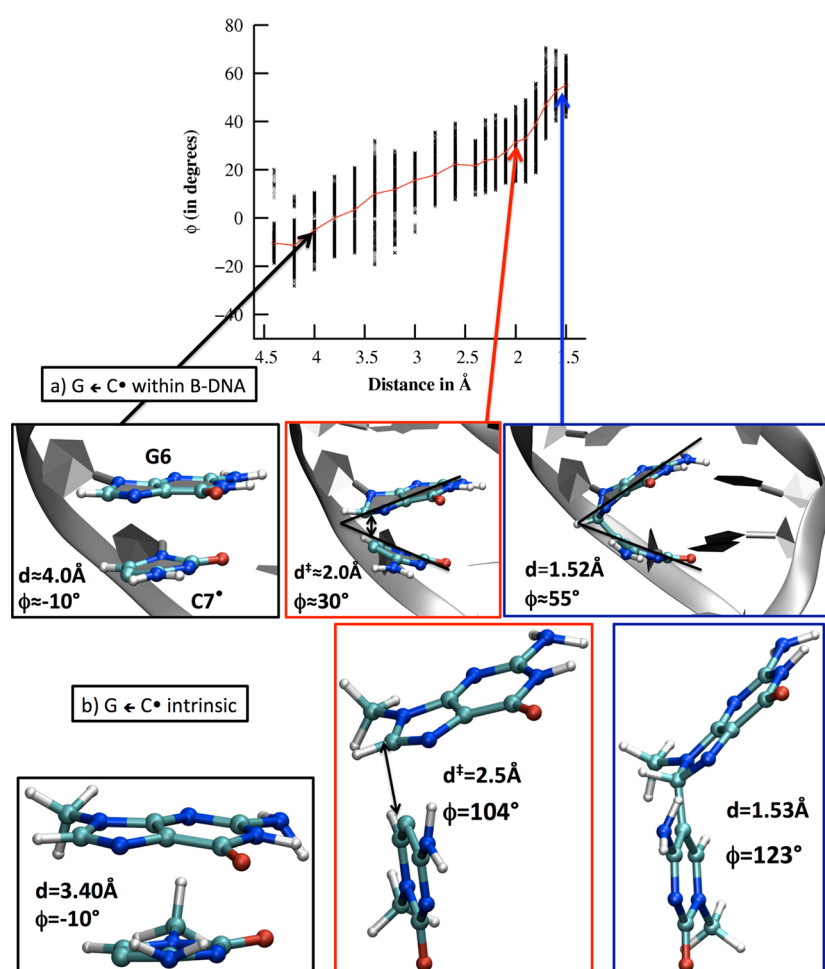 80
60
40
20
0
−20
−40
ϕ (in degrees)
4.5 4 3.5 3 2.5 2 1.5
Distance in Å
a) G ← C• within B-DNA
G6
d≈4.0Å
ϕ≈-10°
C7•
d‡≈2.0Å
ϕ≈30°
d=1.52Å
ϕ≈55°
b) G ← C• intrinsic
d=3.40Å
ϕ=-10°
d‡=2.5Å
ϕ=104°
d=1.53Å
ϕ=123°